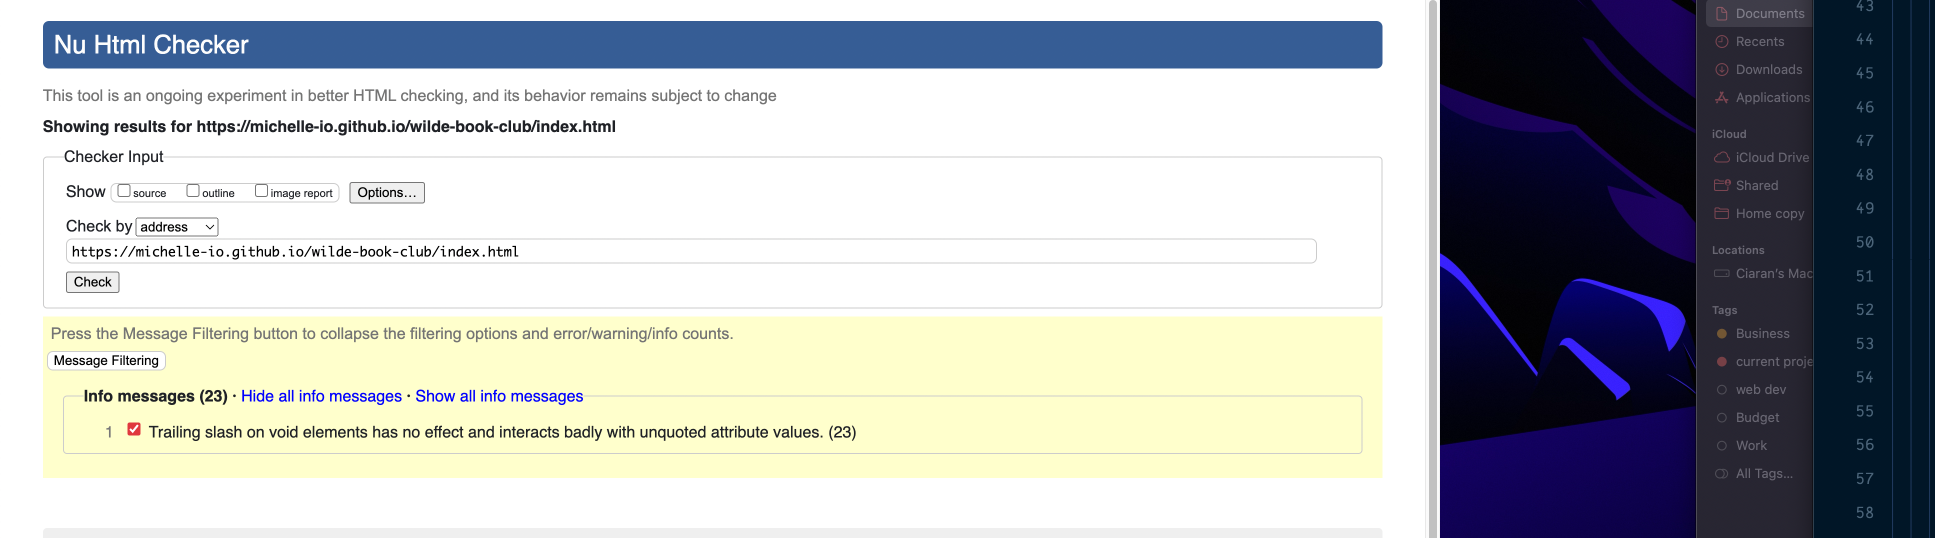 Nu Html Checker
This tool is an ongoing experiment in better HTML checking, and its behavior remains subject to change
Showing results for https://michelle-io.github.io/wilde-book-club/index.html
Checker Input
Show source outline image report Options...
Check by address
https://michelle-io.github.io/wilde-book-club/index.html
Check
Press the Message Filtering button to collapse the filtering options and error/warning/info counts.
Message Filtering
Info messages (23) · Hide all info messages · Show all info messages
1 Trailing slash on void elements has no effect and interacts badly with unquoted attribute values. (23)
Documents
Recents
Downloads
Applications
iCloud
iCloud Drive
Shared
Home copy
Locations
Ciaran's Mac
Tags
Business
current proje
web dev
Budget
Work
All Tags...
43
44
45
46
47
48
49
50
51
52
53
54
55
56
57
58